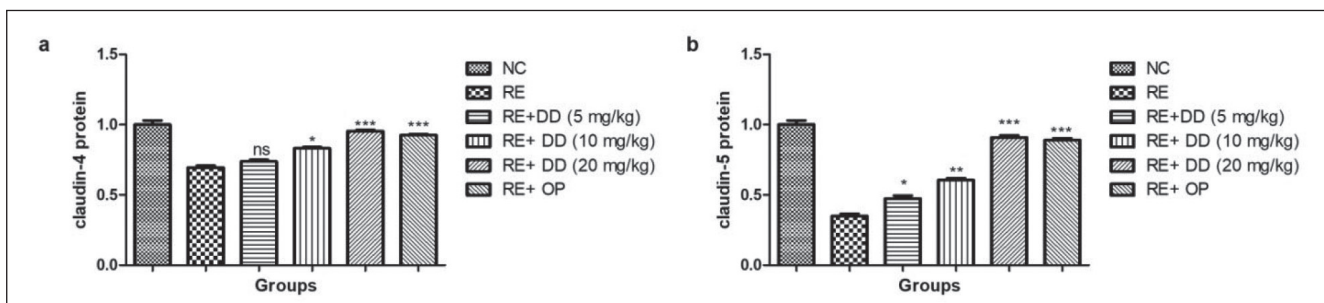 a
claudin-4 protein
1.5
1.0
0.5
0.0
ns
*
***
***
Groups
NC
RE
RE+DD (5 mg/kg)
RE+ DD (10 mg/kg)
RE+ DD (20 mg/kg)
RE+ OP
b
claudin-5 protein
1.5
1.0
0.5
0.0
*
**
***
***
Groups
NC
RE
RE+DD (5 mg/kg)
RE+ DD (10 mg/kg)
RE+ DD (20 mg/kg)
RE+ OP